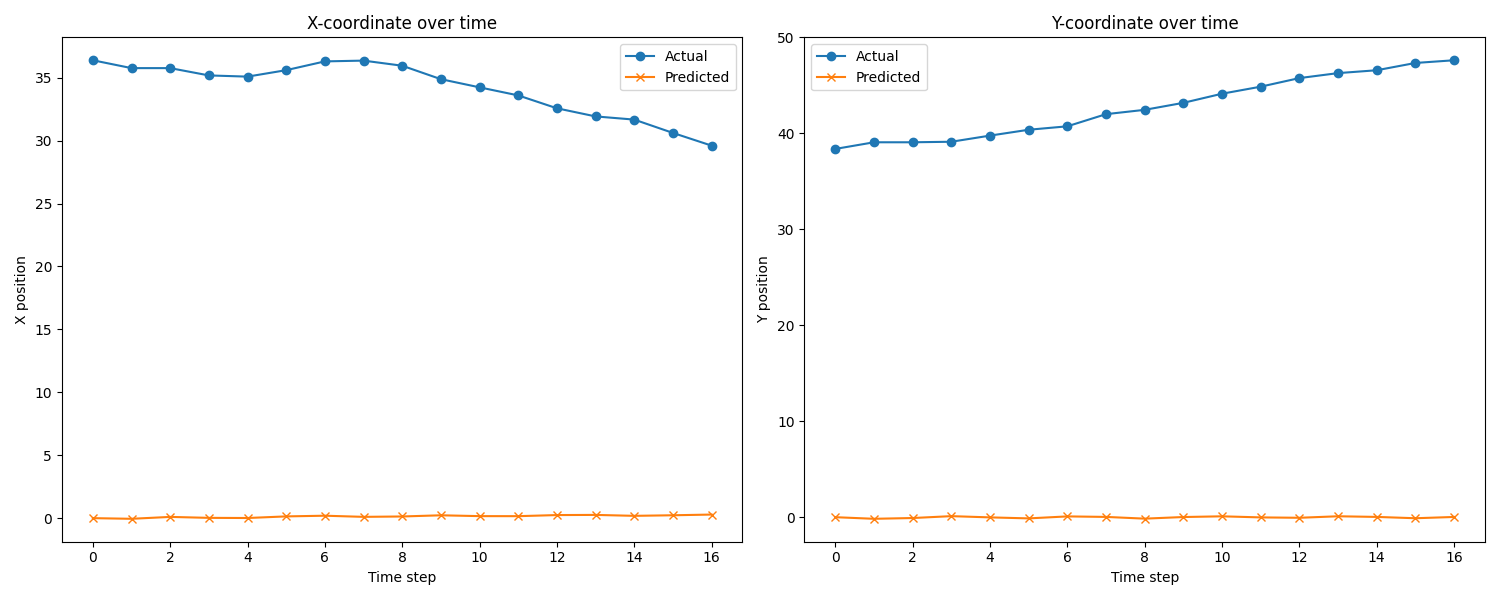 X-coordinate over time
Actual
Predicted
X position
35
30
25
20
15
10
5
0
0 2 4 6 8 10 12 14 16
Time step
Y-coordinate over time
Actual
Predicted
Y position
50
40
30
20
10
0
0 2 4 6 8 10 12 14 16
Time step